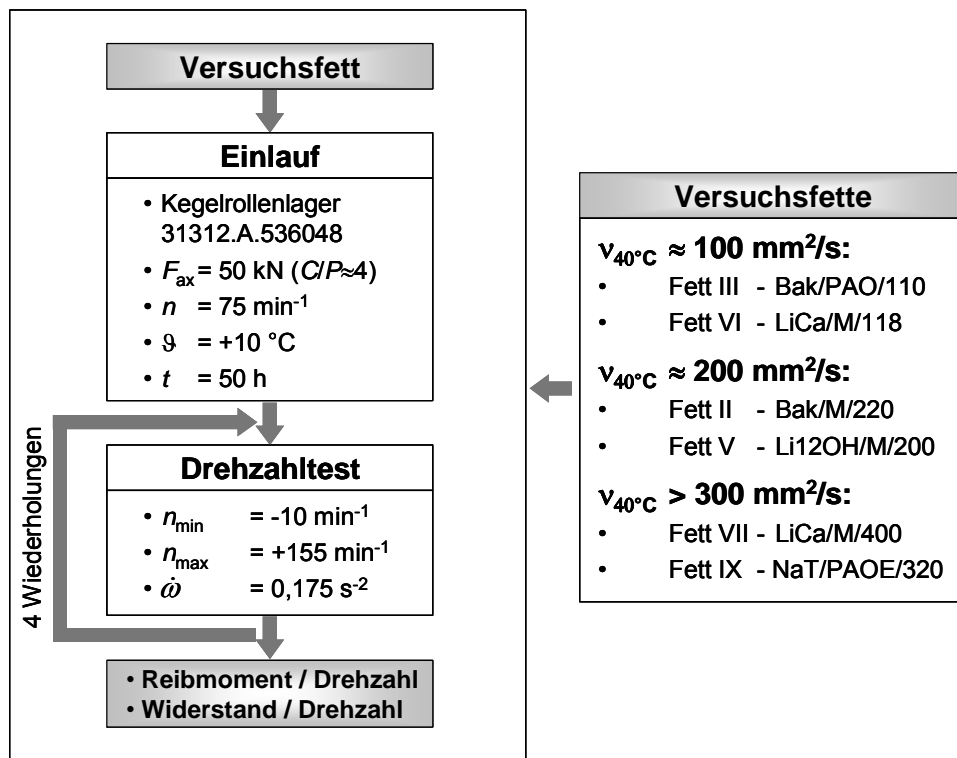 Versuchsfett
Einlauf
• Kegelrollenlager
31312.A.536048
• Fax = 50 kN (C/P≈4)
• n = 75 min-1
• ϑ = +10 °C
• t = 50 h
4 Wiederholungen
Drehzahltest
• nmin = -10 min-1
• nmax = +155 min-1
• ω̇ = 0,175 s-2
• Reibmoment / Drehzahl
• Widerstand / Drehzahl
Versuchsfette
ν40°C ≈ 100 mm2/s:
• Fett III - Bak/PAO/110
• Fett VI - LiCa/M/118
ν40°C ≈ 200 mm2/s:
• Fett II - Bak/M/220
• Fett V - Li12OH/M/200
ν40°C > 300 mm2/s:
• Fett VII - LiCa/M/400
• Fett IX - NaT/PAOE/320